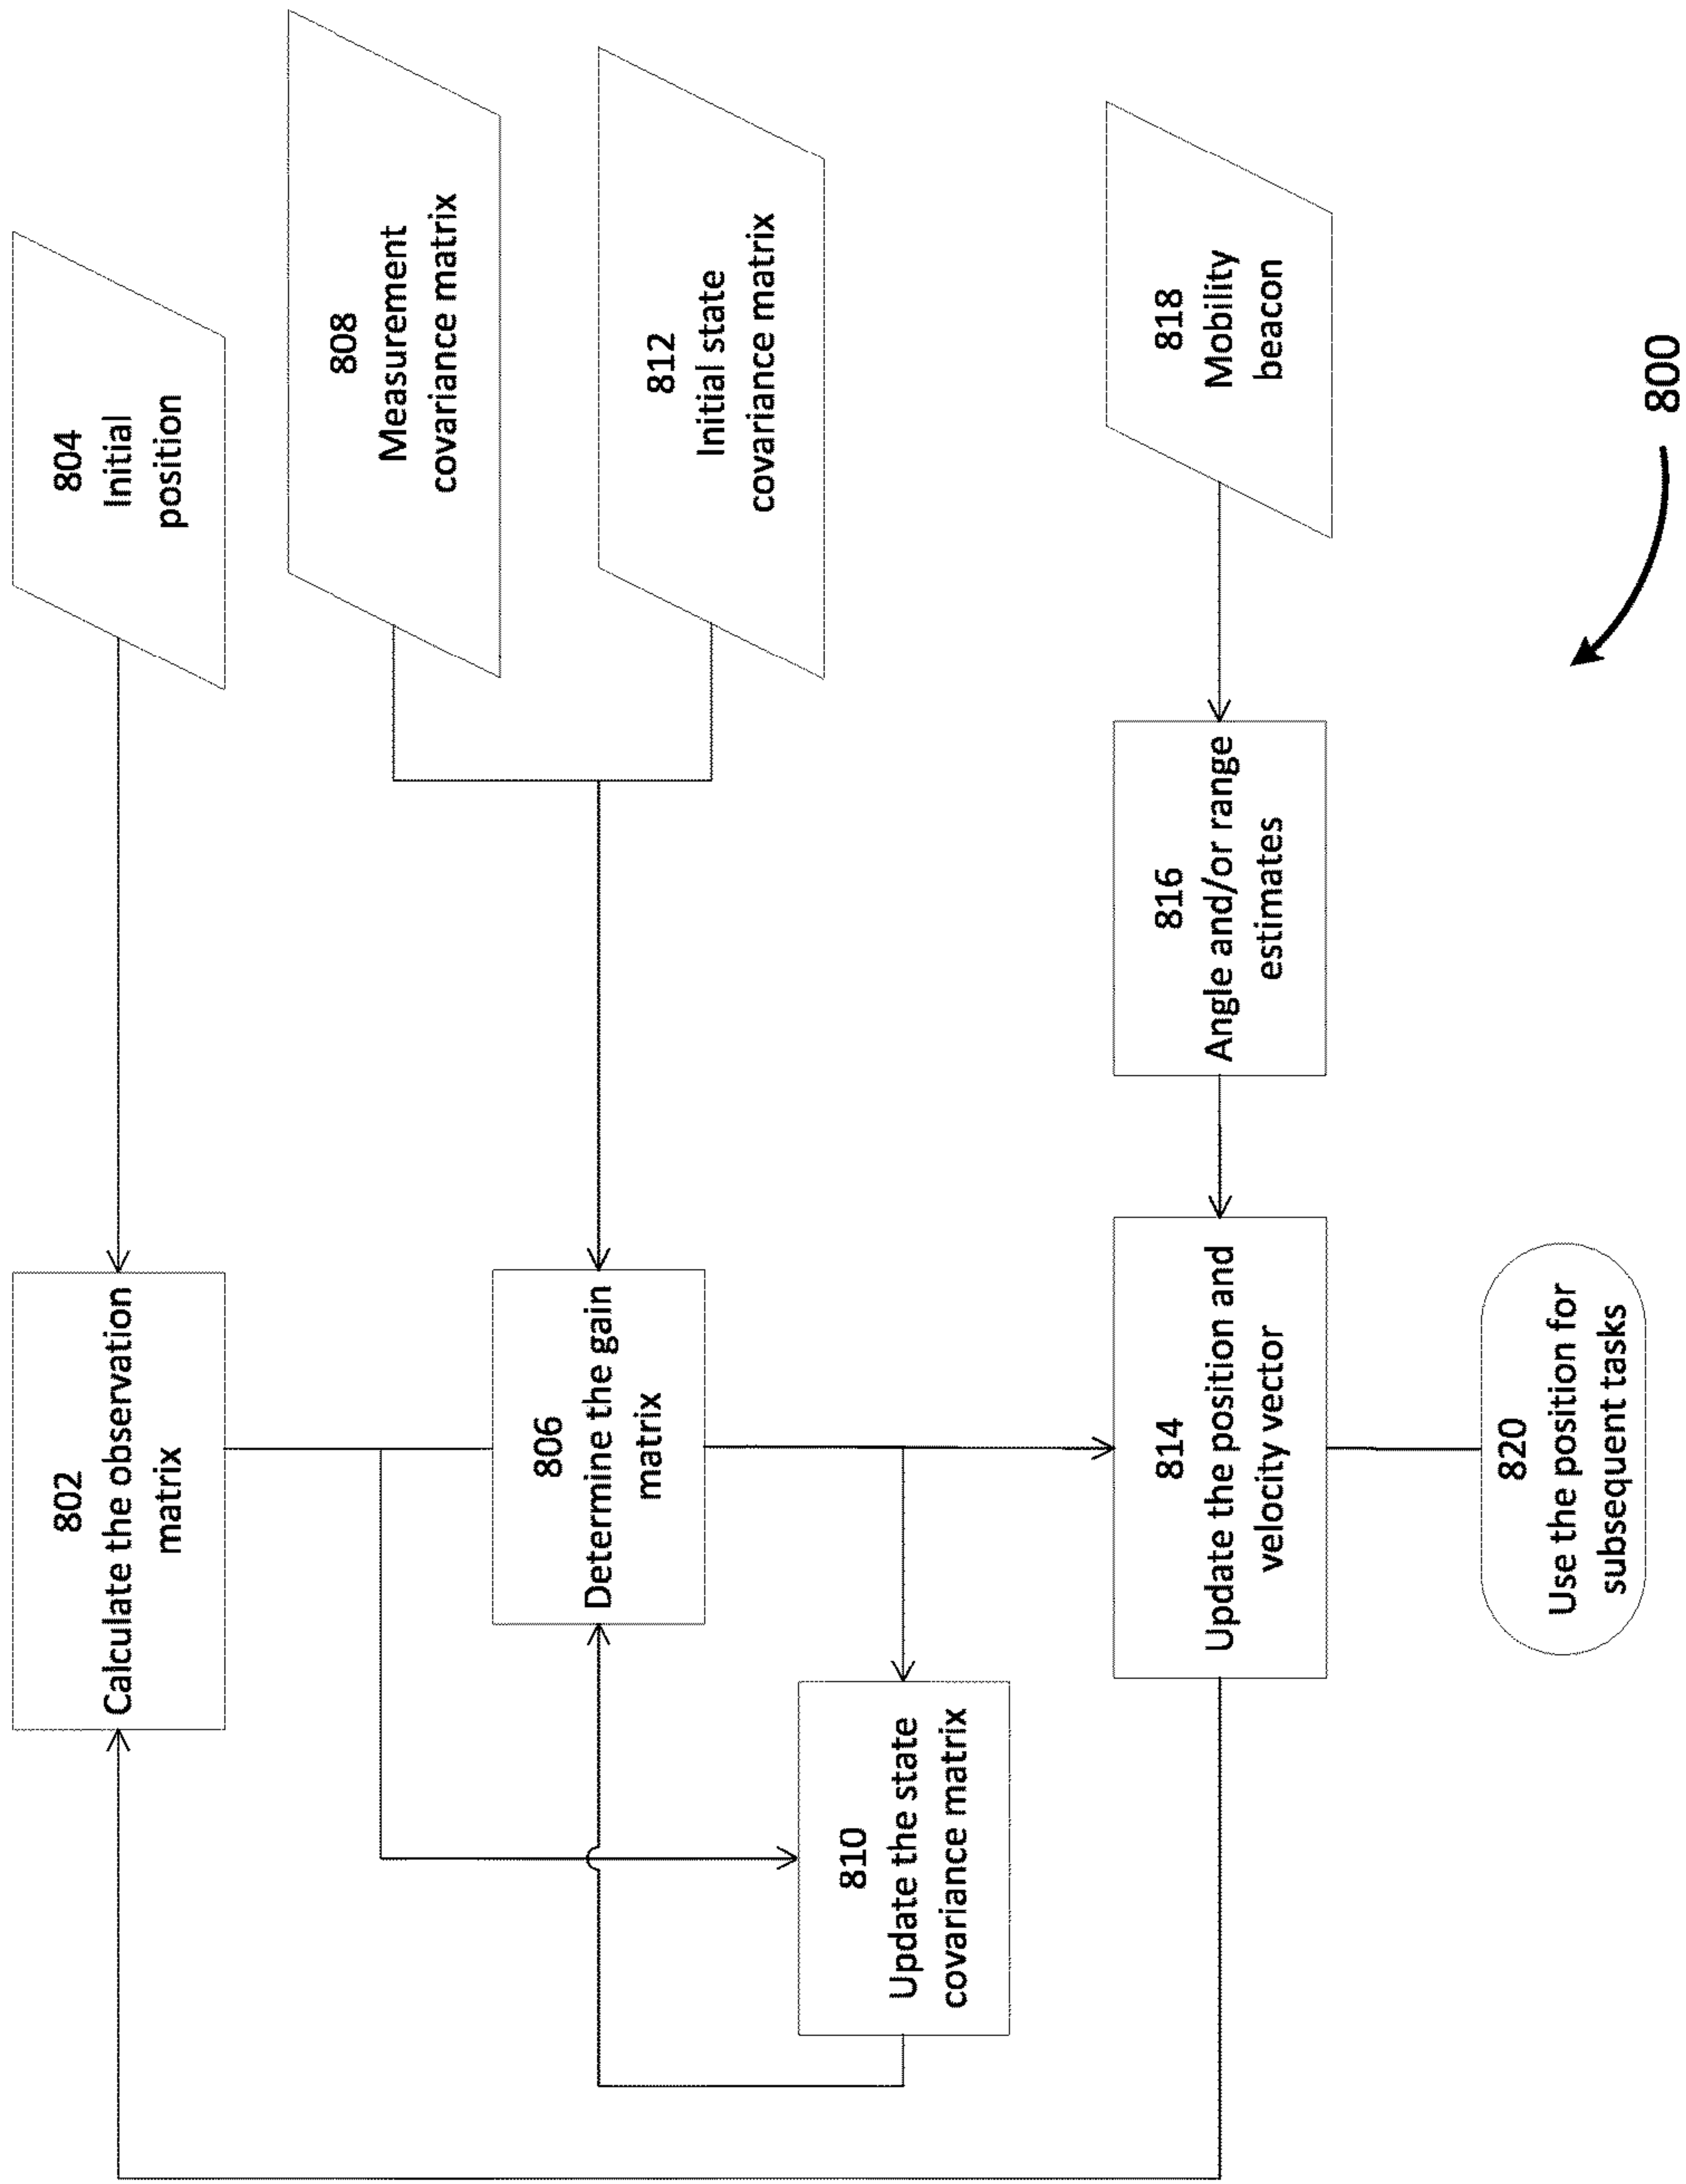 802
Calculate the observation
matrix
804
Initial
position
806
Determine the gain
matrix
808
Measurement
covariance matrix
810
Update the state
covariance matrix
812
Initial state
covariance matrix
814
Update the position and
velocity vector
816
Angle and/or range
estimates
818
Mobility
beacon
820
Use the position for
subsequent tasks
800